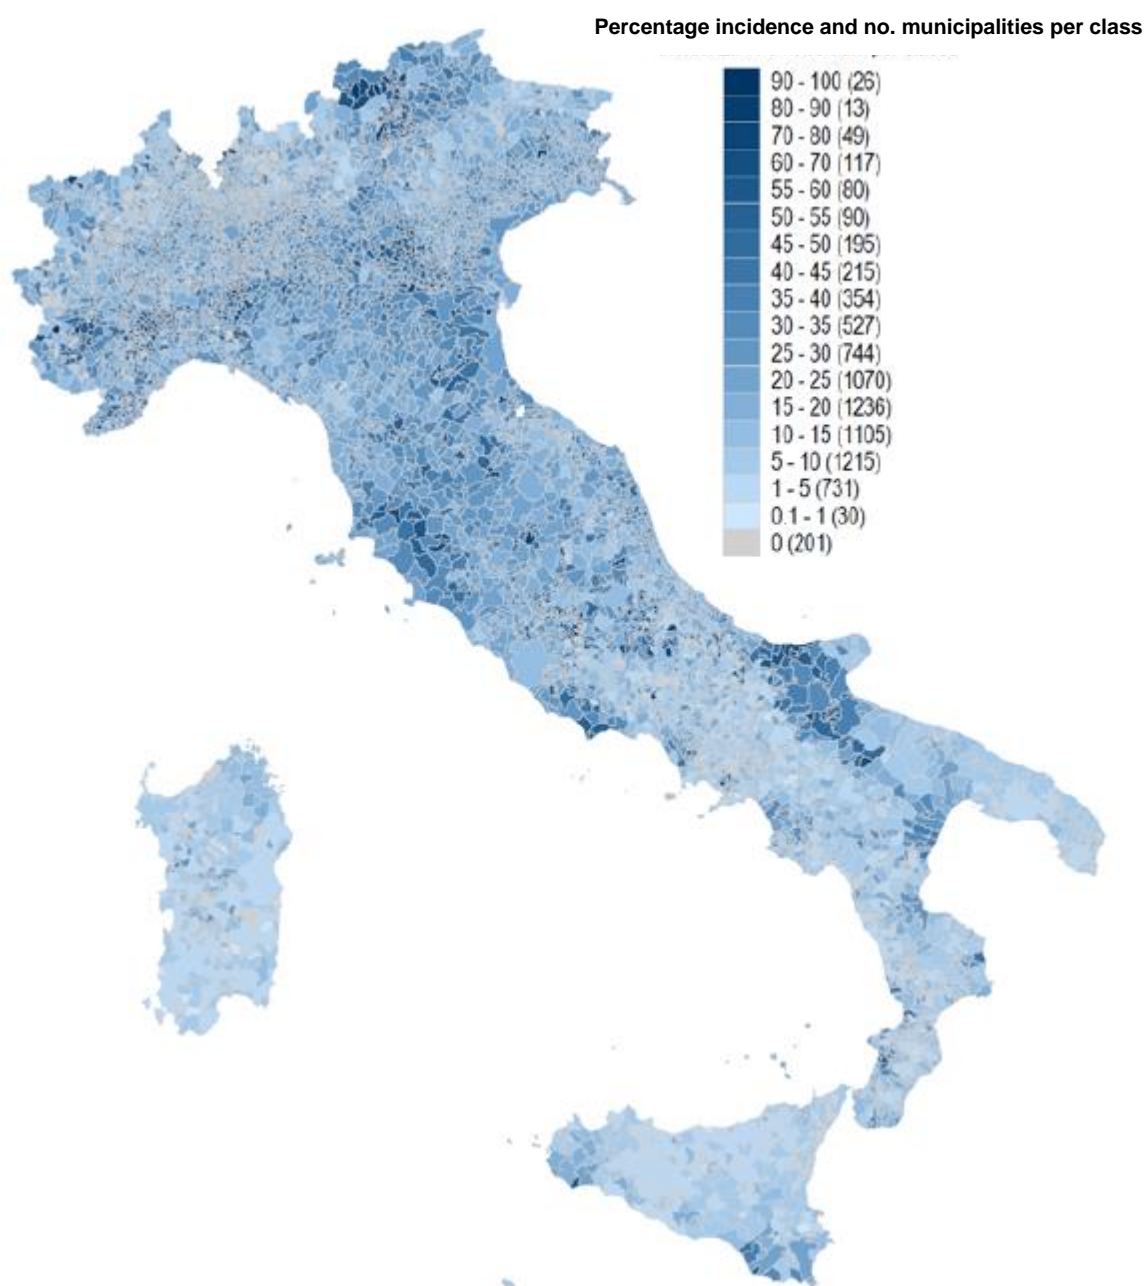 Percentage incidence and no. municipalities per class
90 - 100 (26)
80 - 90 (13)
70 - 80 (49)
60 - 70 (117)
55 - 60 (80)
50 - 55 (90)
45 - 50 (195)
40 - 45 (215)
35 - 40 (354)
30 - 35 (527)
25 - 30 (744)
20 - 25 (1070)
15 - 20 (1236)
10 - 15 (1105)
5 - 10 (1215)
1 - 5 (731)
0.1 - 1 (30)
0 (201)